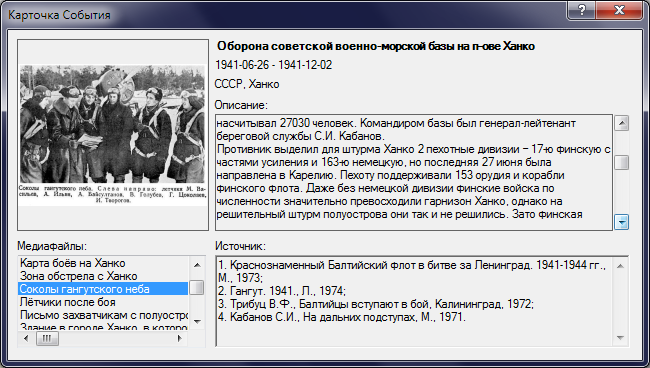 Карточка События
Оборона советской военно-морской базы на п-ове Ханко
1941-06-26 - 1941-12-02
СССР, Ханко
Описание:
насчитывал 27030 человек. Командиром базы был генерал-лейтенант
береговой службы С.И. Кабанов.
Противник выделил для штурма Ханко 2 пехотные дивизии – 17-ю финскую с
частями усиления и 163-ю немецкую, но последняя 27 июня была
направлена в Карелию. Пехоту поддерживали 153 орудия и корабли
финского флота. Даже без немецкой дивизии финские войска по
численности значительно превосходили гарнизон Ханко, однако на
решительный штурм полуострова они так и не решились. Зато финская
Соколы гангутского неба. Слева направо: летчики М. Ва-
сильев, А. Ильин, А. Байсултанов, В. Голубев, Г. Цоколаев,
И. Творогов.
Медиафайлы:
Карта боёв на Ханко
Зона обстрела с Ханко
Соколы гангутского неба
Лётчики после боя
Письмо захватчикам с полуостро
Здание в городе Ханко, в которо
Источник:
1. Краснознаменный Балтийский флот в битве за Ленинград. 1941-1944 гг.,
М., 1973;
2. Гангут. 1941., Л., 1974;
3. Трибуц В.Ф., Балтийцы вступают в бой, Калининград, 1972;
4. Кабанов С.И., На дальних подступах, М., 1971.